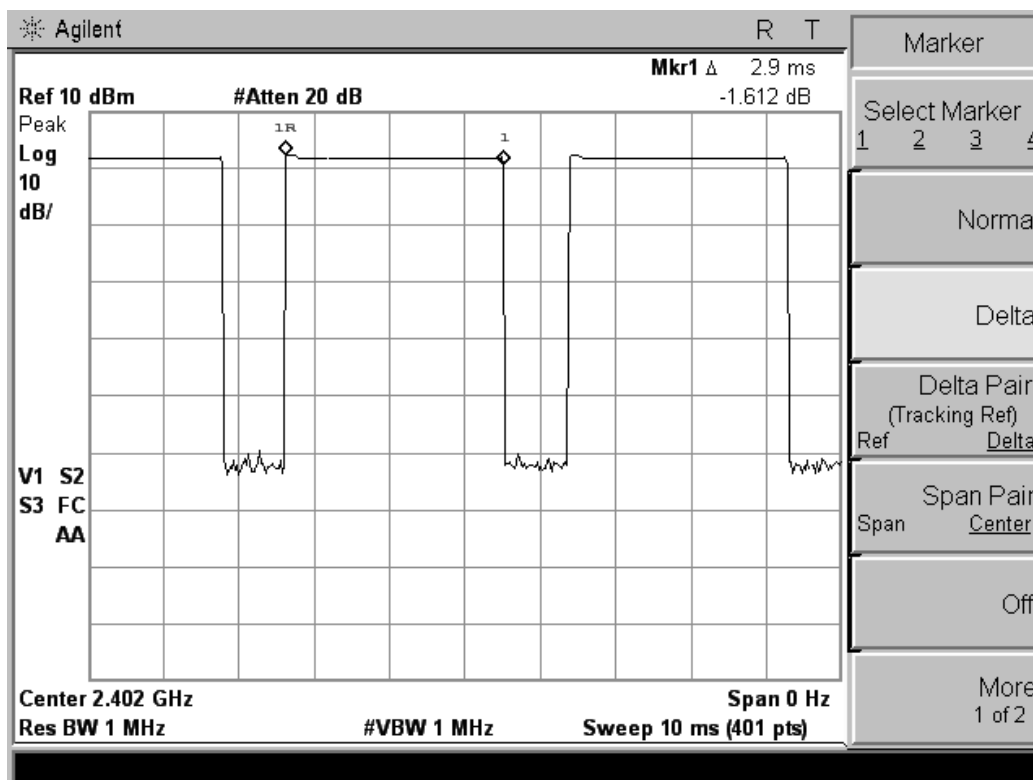 Agilent
R T
Mkr1 Δ 2.9 ms
Ref 10 dBm #Atten 20 dB -1.612 dB
Peak
Log
10
dB/
1R
1
V1 S2
S3 FC
AA
Center 2.402 GHz Span 0 Hz
Res BW 1 MHz #VBW 1 MHz Sweep 10 ms (401 pts)
Marker
Select Marker
1 2 3 4
Norma
Delta
Delta Pair
(Tracking Ref)
Ref Delta
Span Pair
Span Center
Off
More
1 of 2